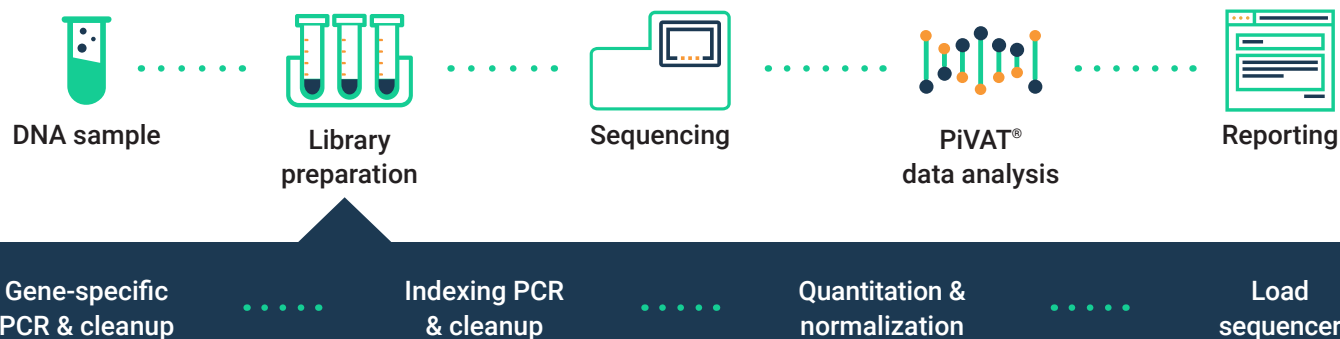 DNA sample
Library
preparation
Sequencing
PiVAT®
data analysis
Reporting
Gene-specific
PCR & cleanup
Indexing PCR
& cleanup
Quantitation &
normalization
Load
sequencer